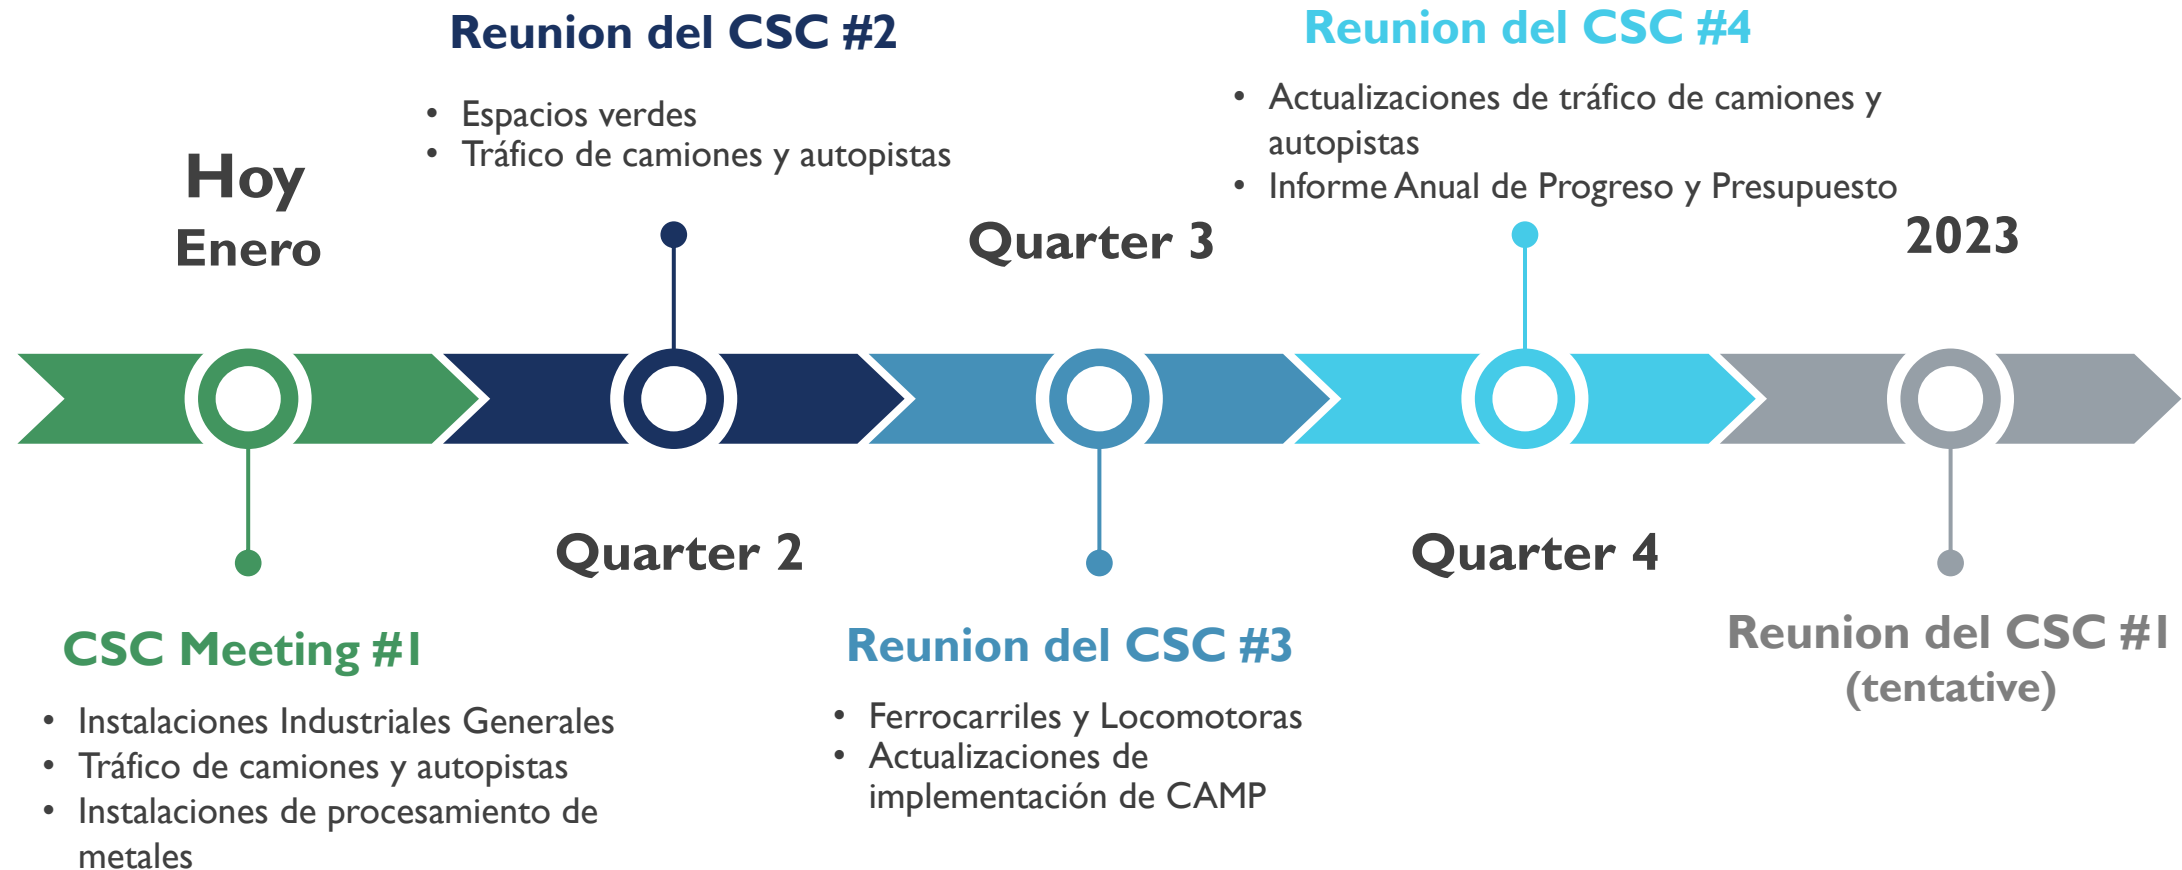 Hoy
Enero
CSC Meeting #1
• Instalaciones Industriales Generales
• Tráfico de camiones y autopistas
• Instalaciones de procesamiento de
metales
Reunion del CSC #2
• Espacios verdes
• Tráfico de camiones y autopistas
Quarter 2
Quarter 3
Reunion del CSC #3
• Ferrocarriles y Locomotoras
• Actualizaciones de
implementación de CAMP
Reunion del CSC #4
• Actualizaciones de tráfico de camiones y
autopistas
• Informe Anual de Progreso y Presupuesto
Quarter 4
2023
Reunion del CSC #1
(tentative)